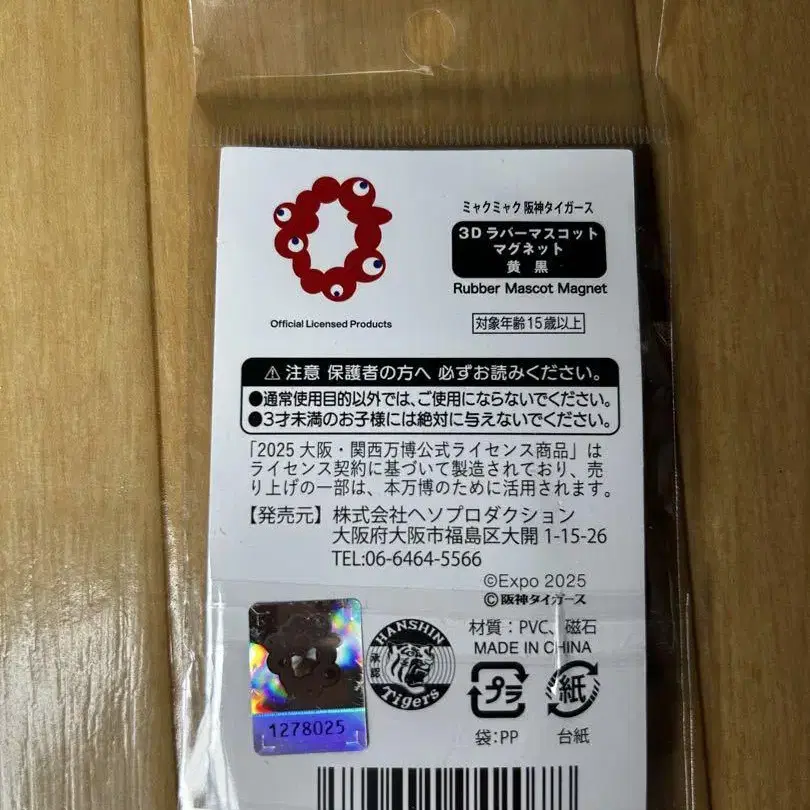 ミャクミャク 阪神タイガース
3D ラバーマスコット
マグネット
黄 黒
Rubber Mascot Magnet
Official Licensed Products
対象年齢15歳以上
⚠ 注意 保護者の方へ 必ずお読みください。
●通常使用目的以外では、ご使用にならないでください。
●3才未満のお子様には絶対に与えないでください。
「2025 大阪・関西万博公式ライセンス商品」は
ライセンス契約に基づいて製造されており、売
り上げの一部は、本万博のために活用されます。
【発売元】株式会社ヘソプロダクション
大阪府大阪市福島区大開 1-15-26
TEL:06-6464-5566
©Expo 2025
©阪神タイガース
材質：PVC、磁石
MADE IN CHINA
HANSHIN
承認
Tigers
プラ
紙
袋:PP
台紙
1278025